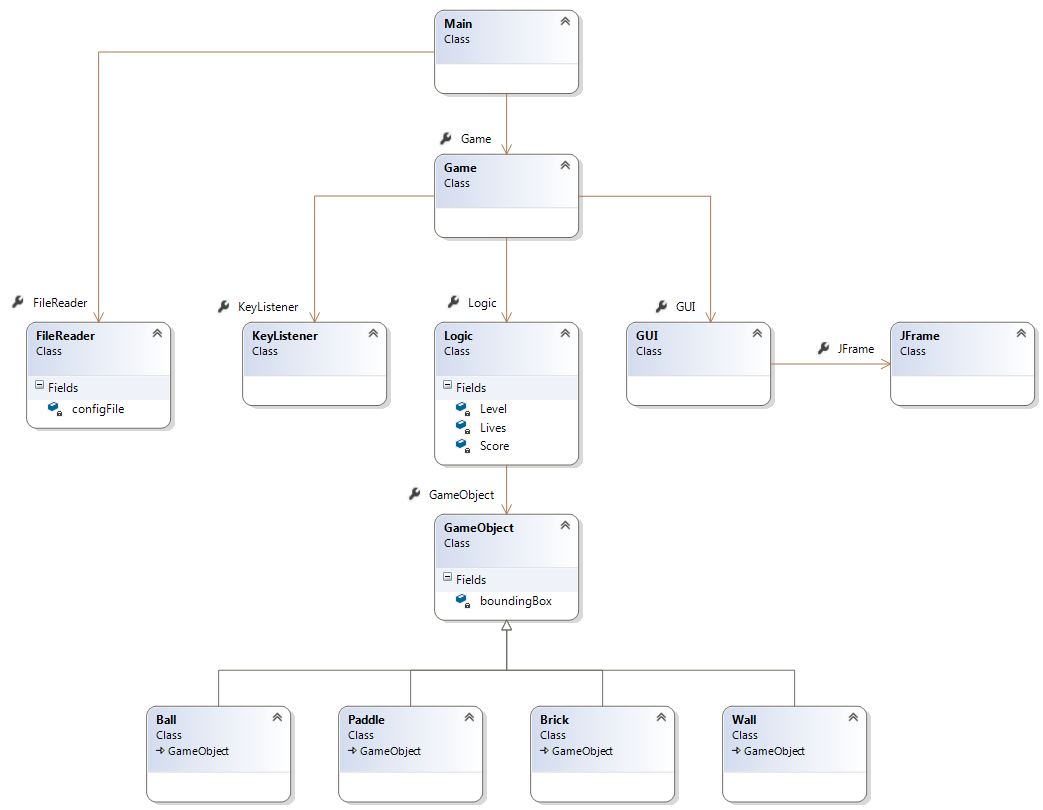 Main
Class
Game
Game
Class
FileReader
KeyListener
Logic
GUI
FileReader
Class
Fields
configFile
KeyListener
Class
Logic
Class
Fields
Level
Lives
Score
GUI
Class
JFrame
JFrame
Class
GameObject
GameObject
Class
Fields
boundingBox
Ball
Class
GameObject
Paddle
Class
GameObject
Brick
Class
GameObject
Wall
Class
GameObject